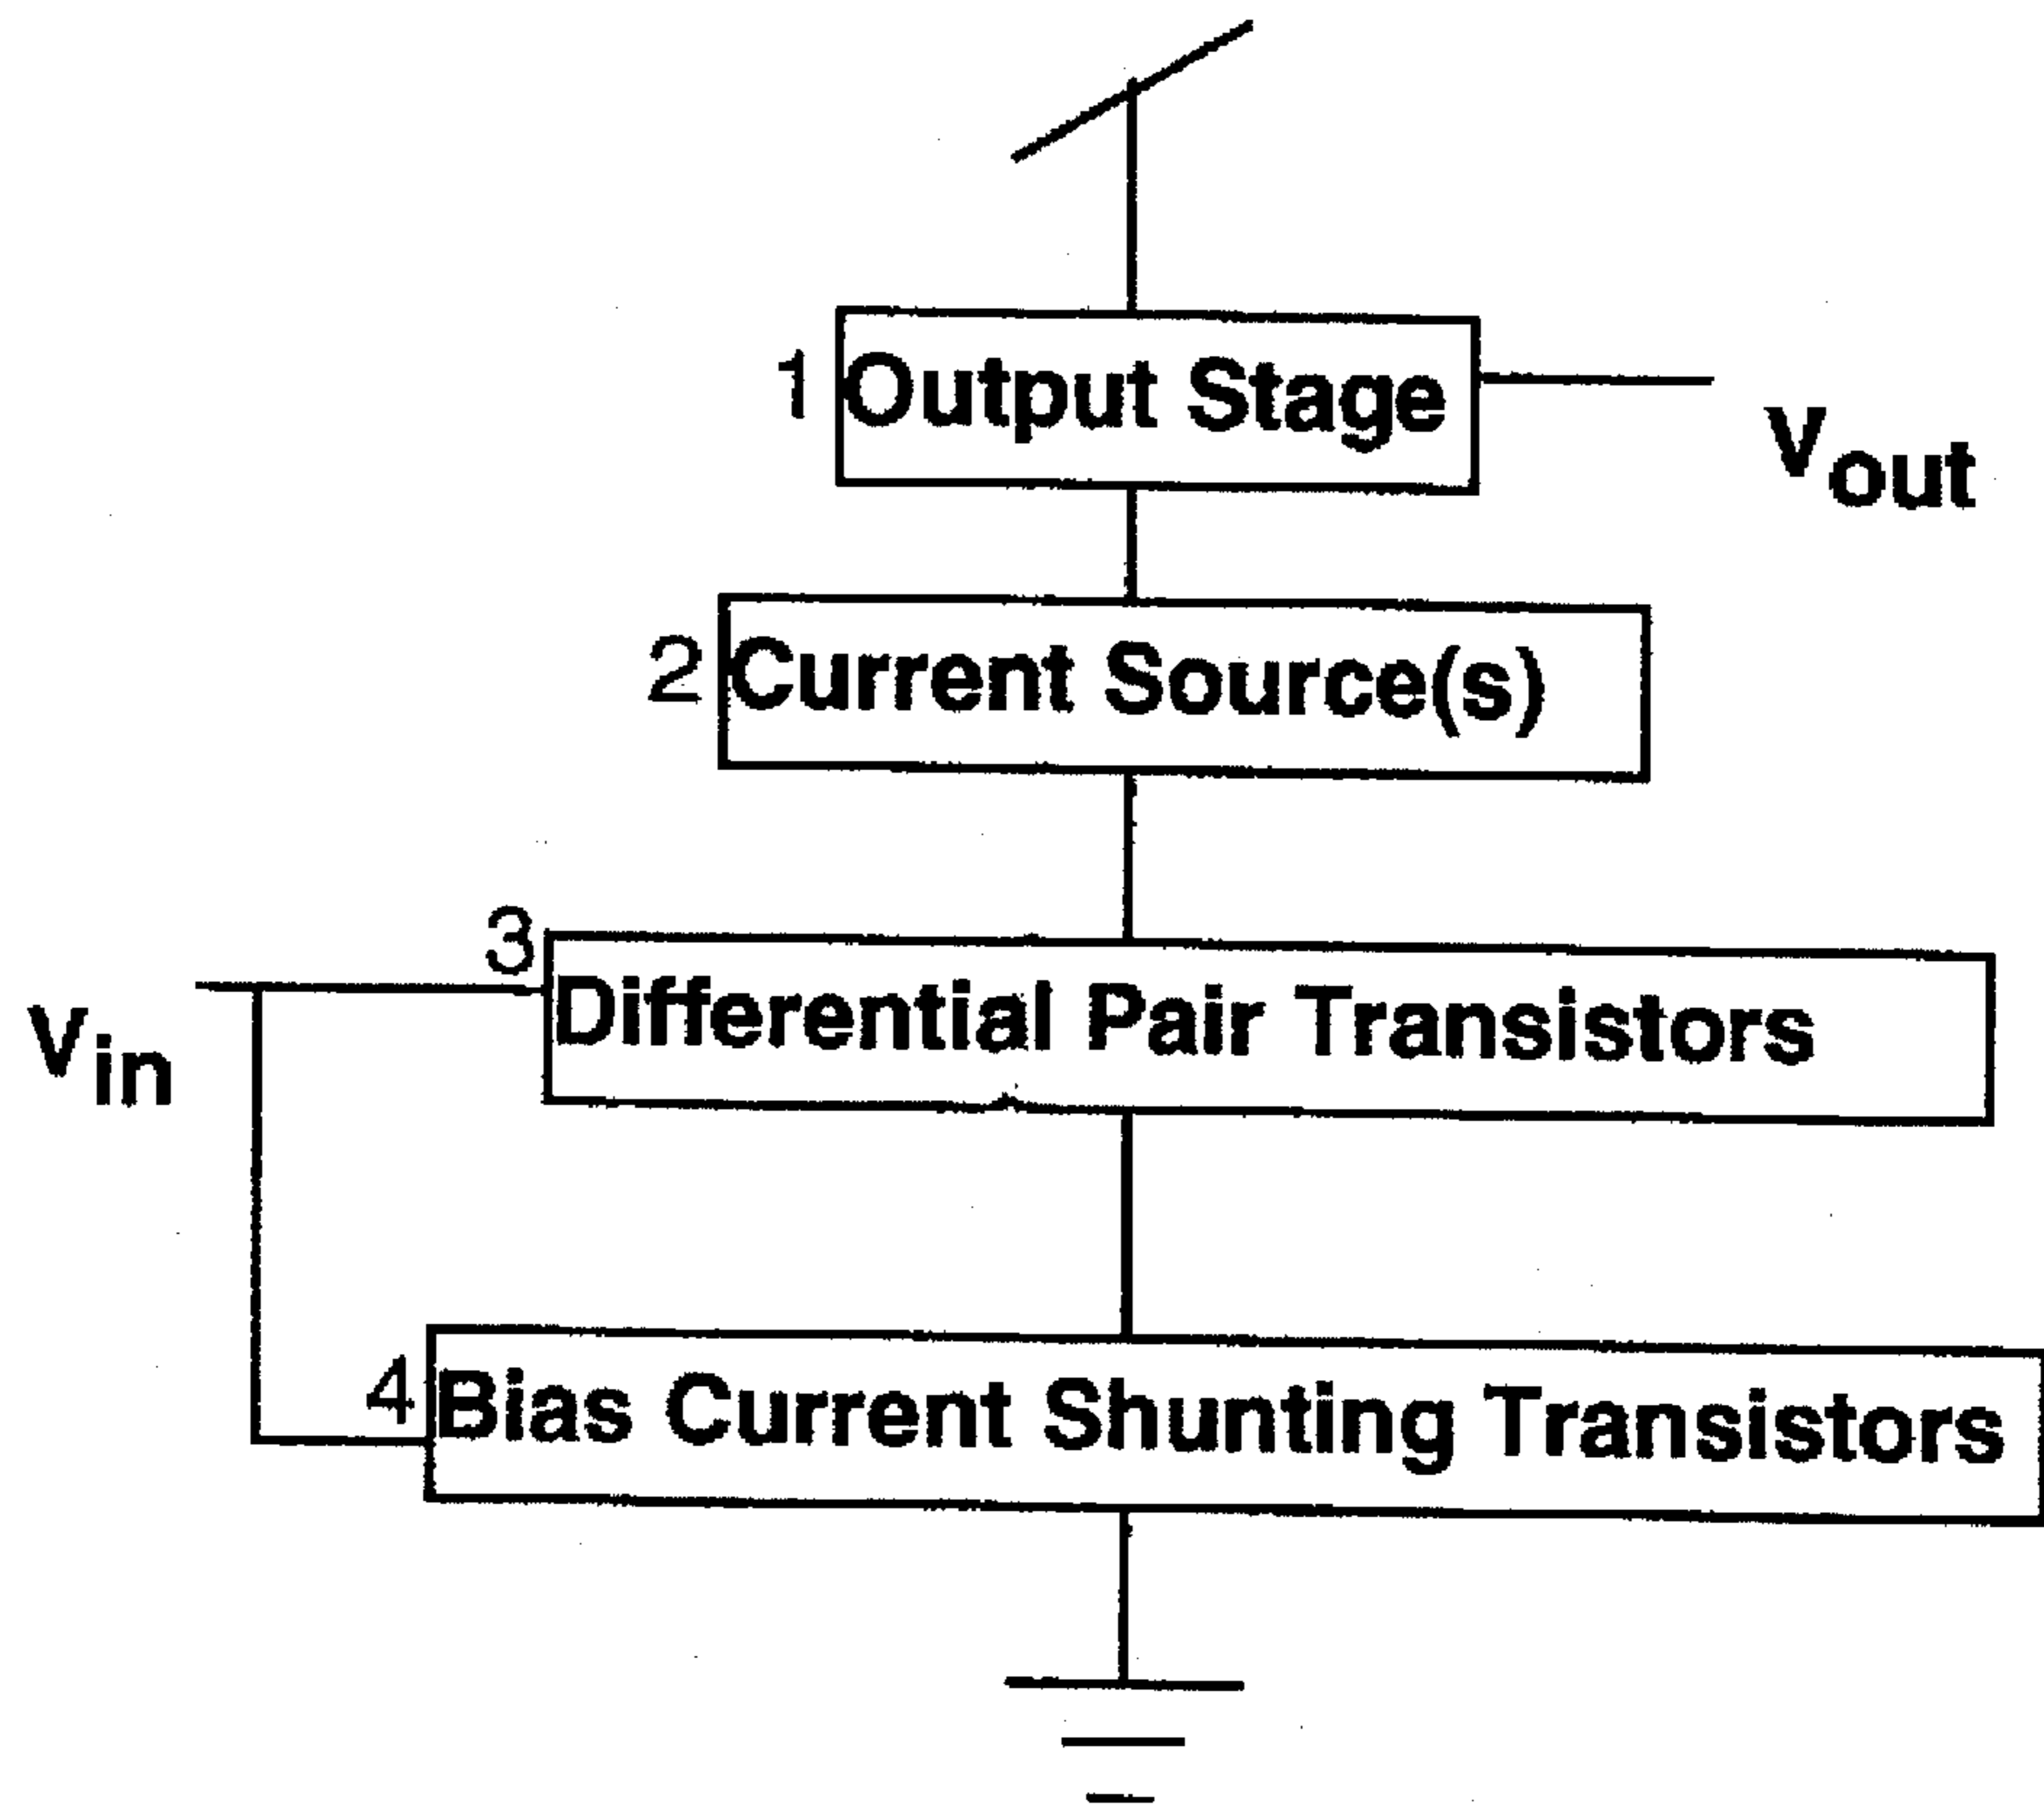 1 Output Stage
Vout
2 Current Source(s)
3
Differential Pair Transistors
Vin
4 Bias Current Shunting Transistors